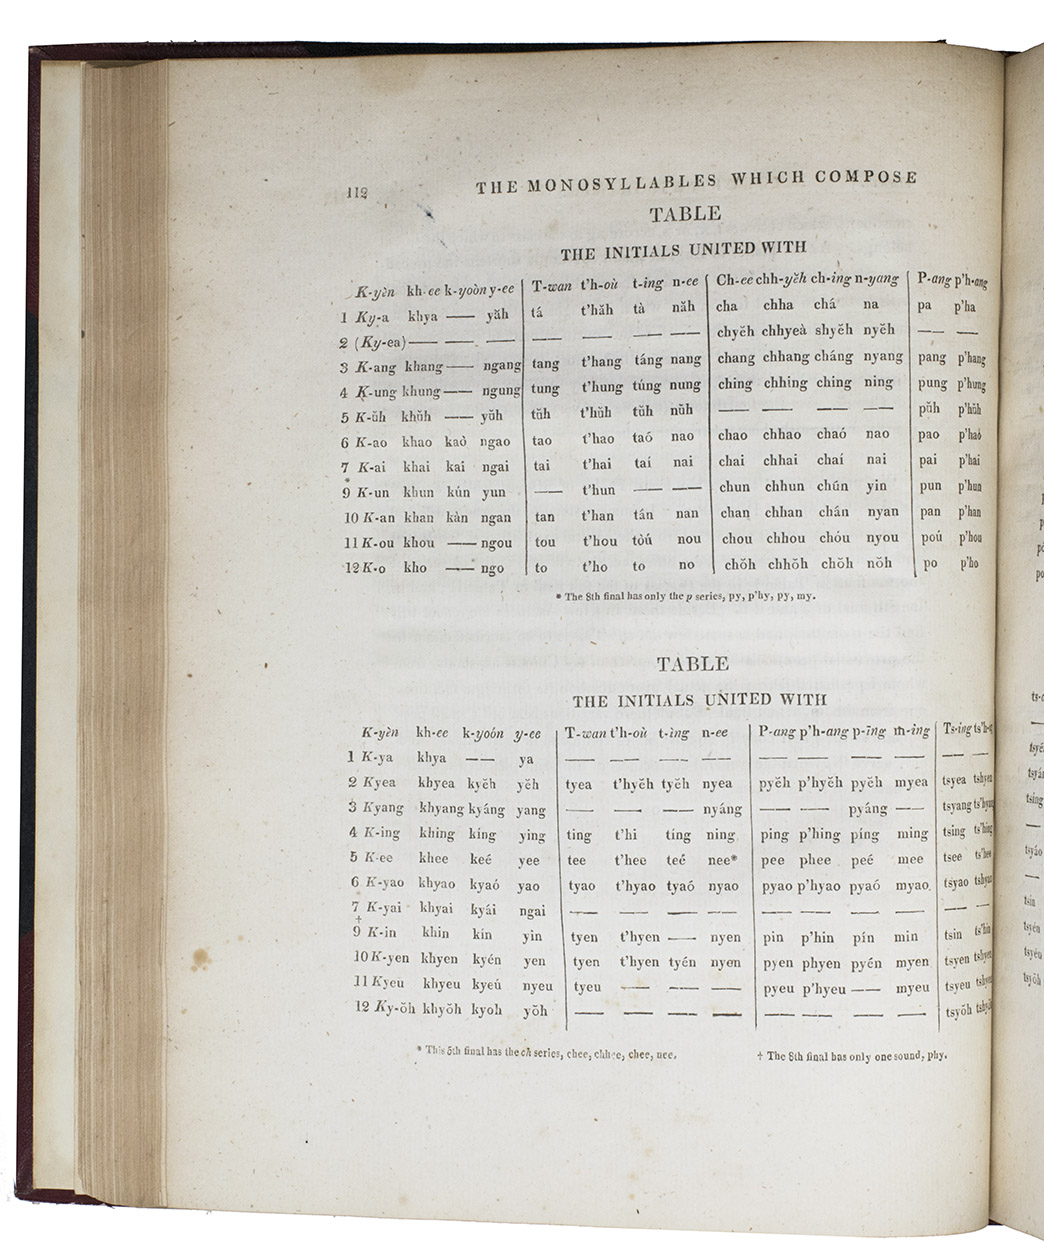 112
THE MONOSYLLABLES WHICH COMPOSE
TABLE
THE INITIALS UNITED WITH
K-yèn kh-ee k-yoòn y-ee T-wan t'h-où t-ing n-ee Ch-ee chh-yĕh ch-ing n-yang P-ang p'h-ang
1 Ky-a khya —— yăh tá t'hăh tà năh cha chha chá na pa p'ha
2 (Ky-ea) —— —— —— —— —— —— —— chyĕh chhyeà shyĕh nyĕh —— ——
3 K-ang khang —— ngang tang t'hang táng nang chang chhang cháng nyang pang p'hang
4 K-ung khung —— ngung tung t'hung túng nung ching chhing ching ning pung p'hung
5 K-ŭh khŭh —— yŭh tŭh t'hŭh tŭh nŭh —— —— —— —— pŭh p'hŭh
6 K-ao khao kaò ngao tao t'hao taó nao chao chhao chaó nao pao p'haò
7 K-ai khai kai ngai tai t'hai taí nai chai chhai chaí nai pai p'hai
*
9 K-un khun kún yun —— t'hun —— —— chun chhun chún yin pun p'hun
10 K-an khan kàn ngan tan t'han tán nan chan chhan chán nyan pan p'han
11 K-ou khou —— ngou tou t'hou tòú nou chou chhou chóu nyou poú p'hou
12 K-o kho —— ngo to t'ho to no chŏh chhŏh chŏh nŏh po p'ho
* The 8th final has only the p series, py, p'hy, py, my.
TABLE
THE INITIALS UNITED WITH
K-yèn kh-ee k-yoón y-ee T-wan t'h-où t-ìng n-ee P-ang p'h-ang p-īng m-ing Ts-ing
1 K-ya khya —— ya —— —— —— —— —— —— —— —— ——
2 Kyea khyea kyĕh yĕh tyea t'hyĕh tyĕh nyea pyĕh p'hyĕh pyĕh myea tsyea tshyea
3 Kyang khyang kyáng yang —— —— —— nyáng —— —— pyáng —— tsyang
4 K-ing khing kíng ying ting t'hi tíng ning ping p'hing píng ming tsing ts'hing
5 K-ee khee keé yee tee t'hee teé nee* pee phee peé mee tsee ts'hee
6 K-yao khyao kyaó yao tyao t'hyao tyaó nyao pyao p'hyao pyaó myao tsyao
7 K-yai khyai kyái ngai —— —— —— —— —— —— —— —— —— ——
†
9 K-in khin kín yin tyen t'hyen —— nyen pin p'hin pín min tsin ts'hin
10 K-yen khyen kyén yen tyen t'hyen tyén nyen pyen phyen pyén myen tsyen
11 Kyeu khyeu kyeú nyeu tyeu —— —— —— pyeu p'hyeu —— myeu tsyeu
12 Ky-ŏh khyŏh kyoh yŏh —— —— —— —— —— —— —— —— tsyŏh
* This 5th final has the ch series, chee, chhee, chee, nee.
† The 8th final has only one sound, phy.